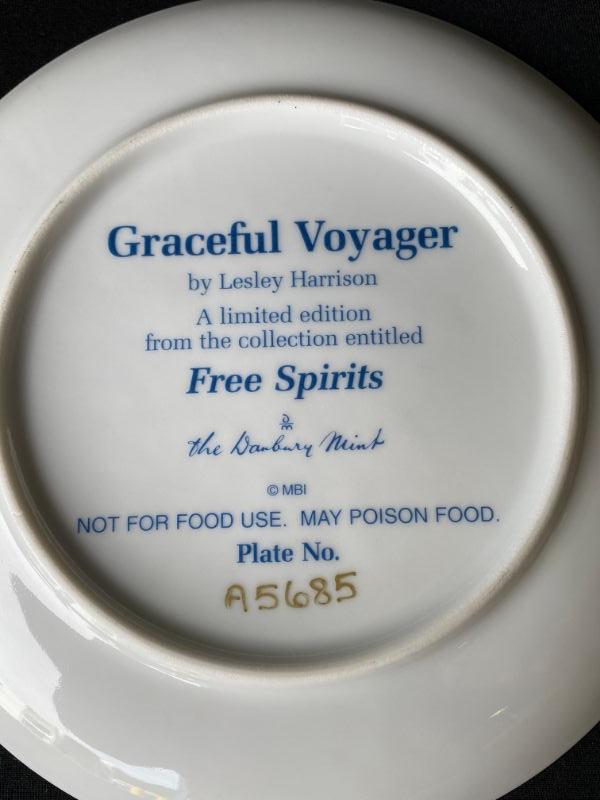 Graceful Voyager
by Lesley Harrison
A limited edition
from the collection entitled
Free Spirits
the Danbury Mint
© MBI
NOT FOR FOOD USE. MAY POISON FOOD.
Plate No.
A5685